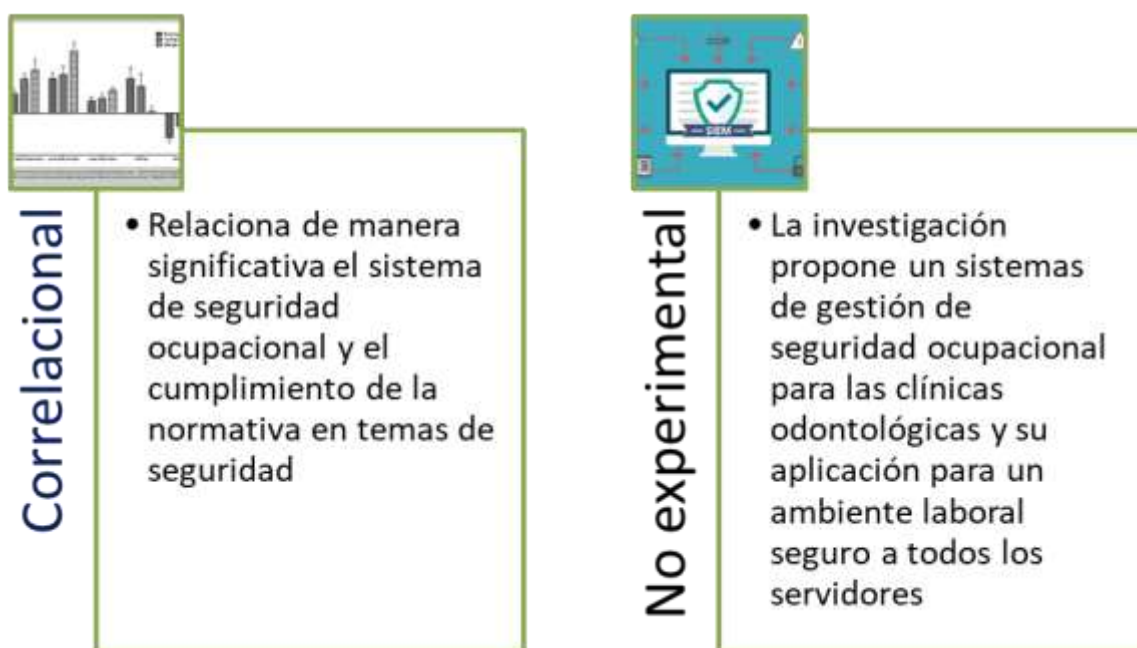 SIEM
Correlacional
• Relaciona de manera
significativa el sistema
de seguridad
ocupacional y el
cumplimiento de la
normativa en temas de
seguridad
No experimental
• La investigación
propone un sistemas
de gestión de
seguridad ocupacional
para las clínicas
odontológicas y su
aplicación para un
ambiente laboral
seguro a todos los
servidores